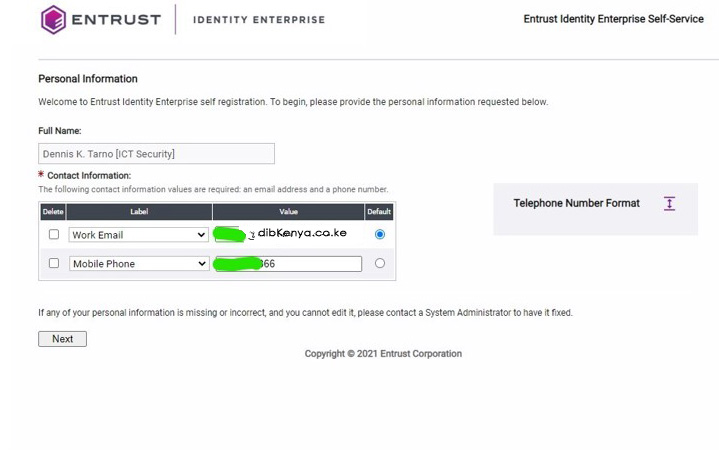 ENTRUST IDENTITY ENTERPRISE
Entrust Identity Enterprise Self-Service
Personal Information
Welcome to Entrust Identity Enterprise self registration. To begin, please provide the personal information requested below.
Full Name:
Dennis K. Tarno [ICT Security]
* Contact Information:
The following contact information values are required: an email address and a phone number.
Delete Label Value Default
Work Email dibKenya.co.ke
Mobile Phone 366
Telephone Number Format
If any of your personal information is missing or incorrect, and you cannot edit it, please contact a System Administrator to have it fixed.
Next
Copyright © 2021 Entrust Corporation